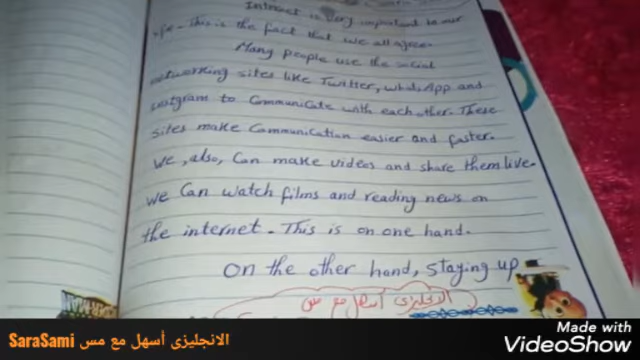 Internet is very important in our
life. This is the fact that we all agree.
Many people use the social
networking sites like Twitter, whatsApp and
instgram to communicate with each other. These
sites make communication easier and faster.
we, also, Can make videos and share them live.
we can watch films and reading news on
the internet. This is on one hand.
On the other hand, staying up
الانجليزى أسهل مع مس
SaraSami الانجليزى أسهل مع مس
Made with
VideoShow